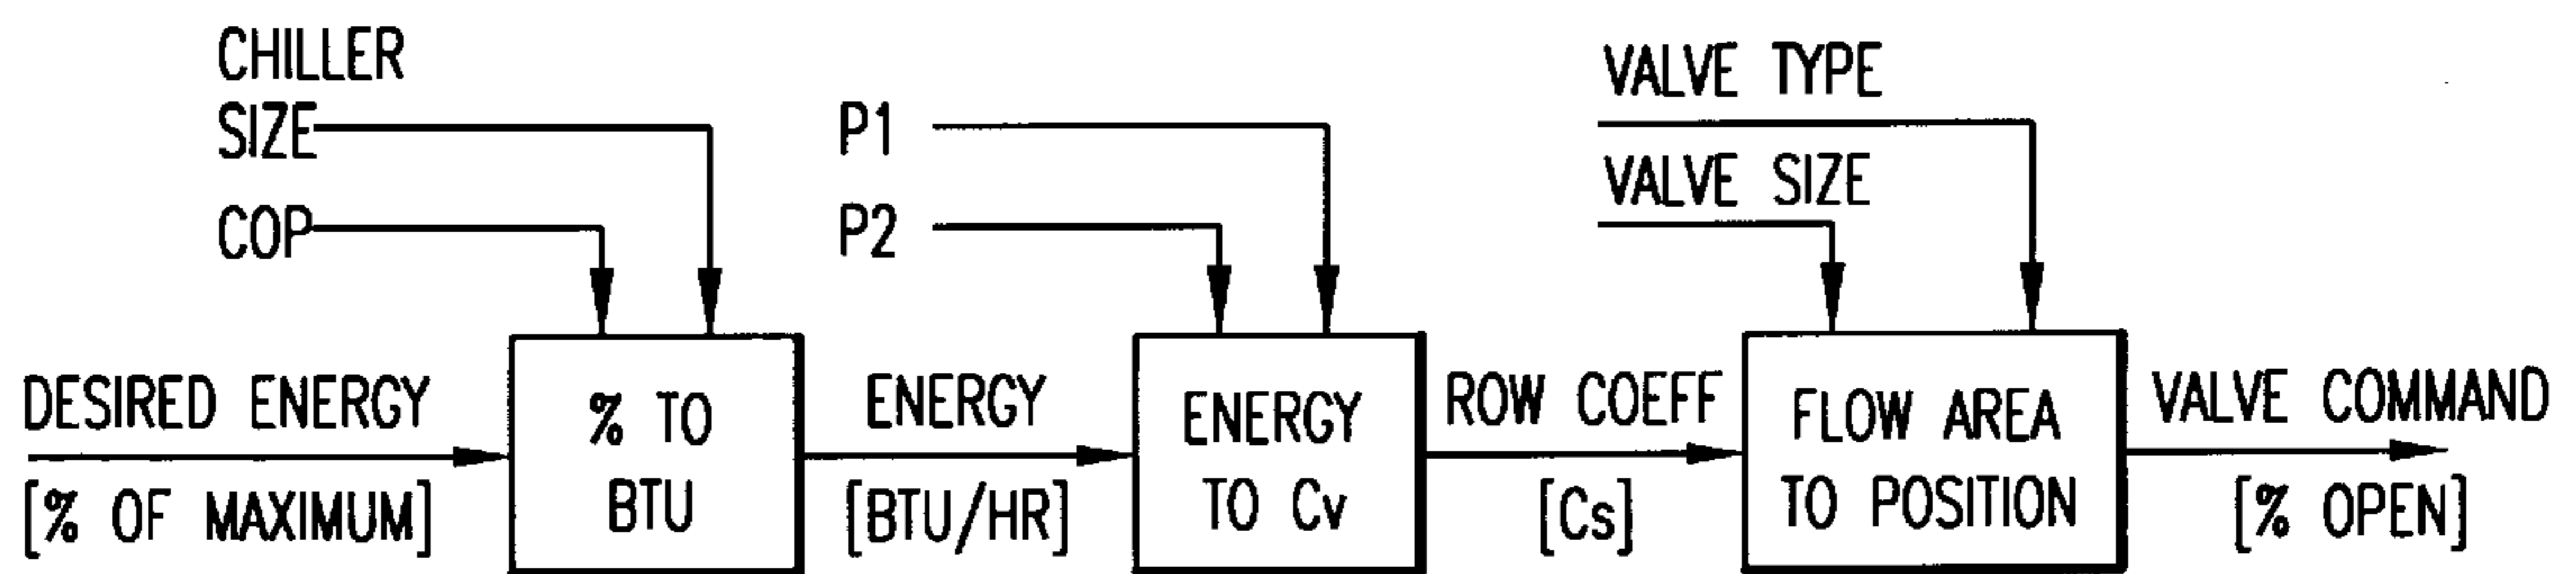 CHILLER
SIZE
COP
P1
P2
VALVE TYPE
VALVE SIZE
DESIRED ENERGY
[% OF MAXIMUM]
% TO
BTU
ENERGY
[BTU/HR]
ENERGY
TO Cv
ROW COEFF
[Cs]
FLOW AREA
TO POSITION
VALVE COMMAND
[% OPEN]